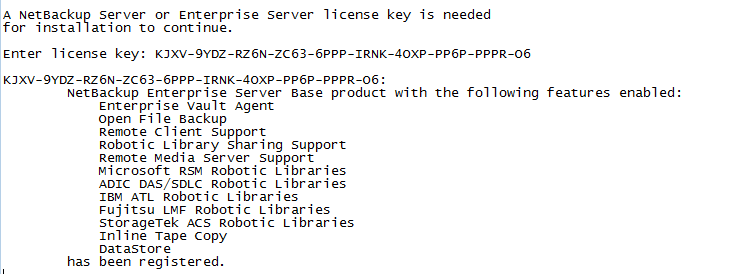 A NetBackup Server or Enterprise Server license key is needed
for installation to continue.
Enter license key: KJXV-9YDZ-RZ6N-ZC63-6PPP-IRNK-4OXP-PP6P-PPPR-O6
KJXV-9YDZ-RZ6N-ZC63-6PPP-IRNK-4OXP-PP6P-PPPR-O6:
NetBackup Enterprise Server Base product with the following features enabled:
Enterprise Vault Agent
Open File Backup
Remote Client Support
Robotic Library Sharing Support
Remote Media Server Support
Microsoft RSM Robotic Libraries
ADIC DAS/SDLC Robotic Libraries
IBM ATL Robotic Libraries
Fujitsu LMF Robotic Libraries
StorageTek ACS Robotic Libraries
Inline Tape Copy
DataStore
has been registered.